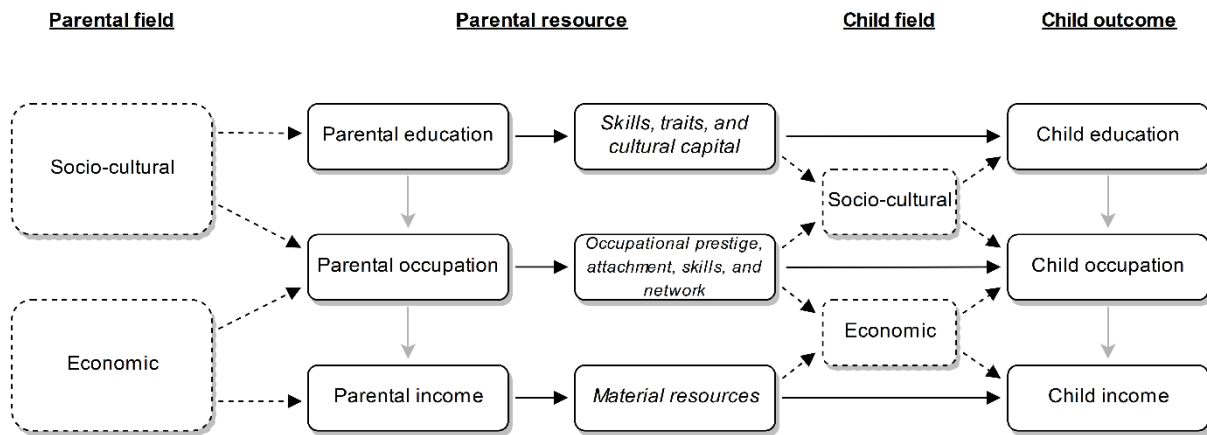 Parental field
Parental resource
Child field
Child outcome
Socio-cultural
Parental education
Skills, traits, and
cultural capital
Child education
Socio-cultural
Parental occupation
Occupational prestige,
attachment, skills, and
network
Child occupation
Economic
Economic
Parental income
Material resources
Child income